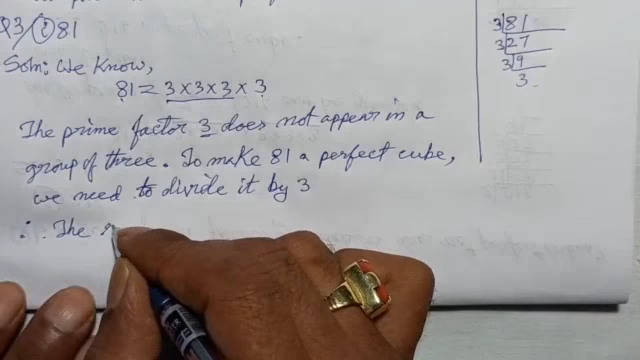 Q3/ (i) 81
Soln: We Know,
81 = 3 × 3 × 3 × 3
The prime factor 3 does not appear in a
group of three. To make 81 a perfect cube,
we need to divide it by 3
∴ The
3|81
3|27
3|9
3